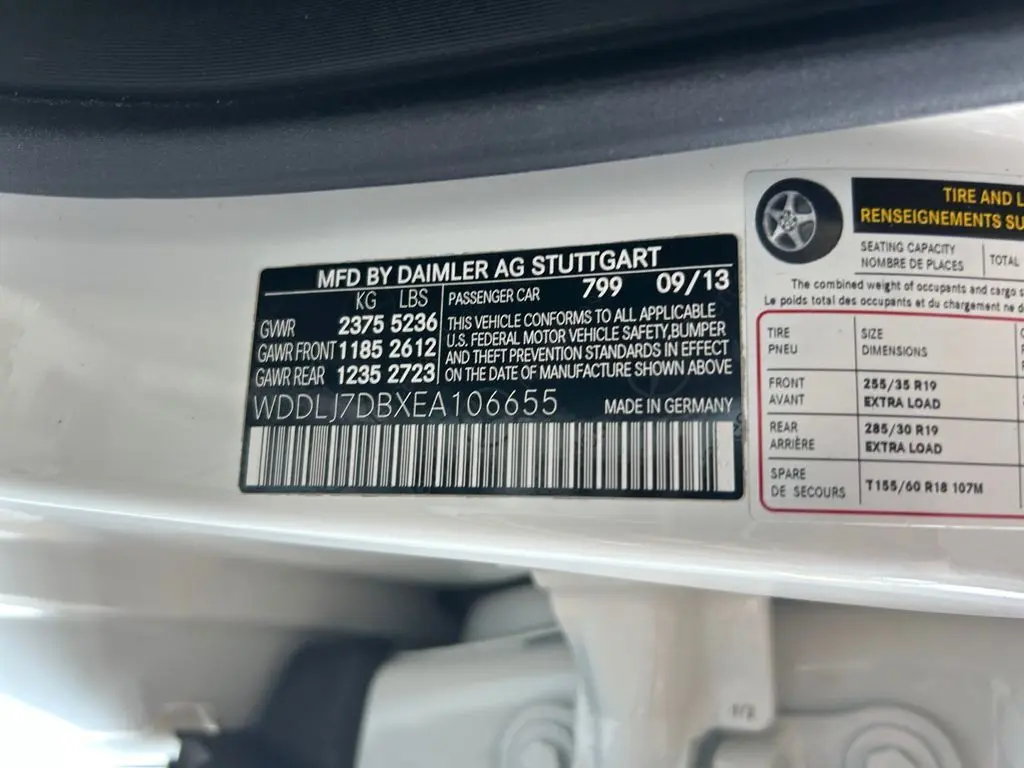 MFD BY DAIMLER AG STUTTGART
KG LBS
GVWR 2375 5236
GAWR FRONT 1185 2612
GAWR REAR 1235 2723
PASSENGER CAR 799 09/13
THIS VEHICLE CONFORMS TO ALL APPLICABLE
U.S. FEDERAL MOTOR VEHICLE SAFETY,BUMPER
AND THEFT PREVENTION STANDARDS IN EFFECT
ON THE DATE OF MANUFACTURE SHOWN ABOVE
WDDLJ7DBXEA106655 MADE IN GERMANY
TIRE AND
RENSEIGNEMENTS
SEATING CAPACITY
NOMBRE DE PLACES
TOTAL
The combined weight of occupants and cargo
Le poids total des occupants et du chargement ne
TIRE SIZE
PNEU DIMENSIONS
FRONT 255/35 R19
AVANT EXTRA LOAD
REAR 285/30 R19
ARRIÈRE EXTRA LOAD
SPARE
DE SECOURS T155/60 R18 107M